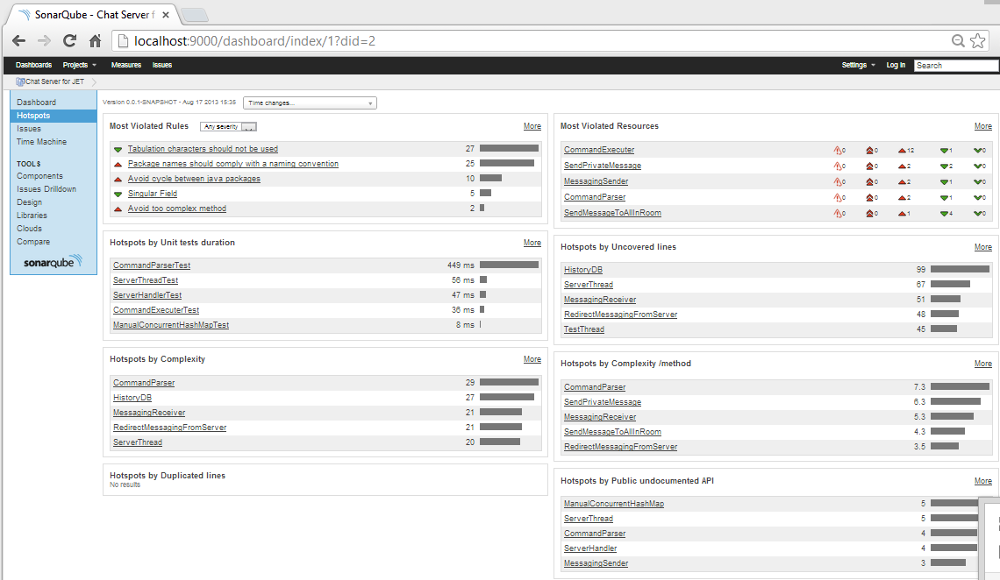 SonarQube - Chat Server f
localhost:9000/dashboard/index/1?did=2
Dashboards Projects Measures Issues Settings Log In Search
Chat Server for JET
Dashboard
Hotspots
Issues
Time Machine
TOOLS
Components
Issues Drilldown
Design
Libraries
Clouds
Compare
sonarqube
Version 0.0.1-SNAPSHOT - Aug 17 2013 15:35 Time changes...
Most Violated Rules Any severity More
Tabulation characters should not be used 27
Package names should comply with a naming convention 25
Avoid cycle between java packages 10
Singular Field 5
Avoid too complex method 2
Hotspots by Unit tests duration More
CommandParserTest 449 ms
ServerThreadTest 56 ms
ServerHandlerTest 47 ms
CommandExecuterTest 36 ms
ManualConcurrentHashMapTest 8 ms
Hotspots by Complexity More
CommandParser 29
HistoryDB 27
MessagingReceiver 21
RedirectMessagingFromServer 21
ServerThread 20
Hotspots by Duplicated lines
No results
Most Violated Resources More
CommandExecuter 0 0 12 1 0
SendPrivateMessage 0 0 2 2 0
MessagingSender 0 0 2 1 0
CommandParser 0 0 2 1 0
SendMessageToAllInRoom 0 0 1 4 0
Hotspots by Uncovered lines More
HistoryDB 99
ServerThread 67
MessagingReceiver 51
RedirectMessagingFromServer 48
TestThread 45
Hotspots by Complexity /method More
CommandParser 7.3
SendPrivateMessage 6.3
MessagingReceiver 5.3
SendMessageToAllInRoom 4.3
RedirectMessagingFromServer 3.5
Hotspots by Public undocumented API More
ManualConcurrentHashMap 5
ServerThread 5
CommandParser 4
ServerHandler 4
MessagingSender 3